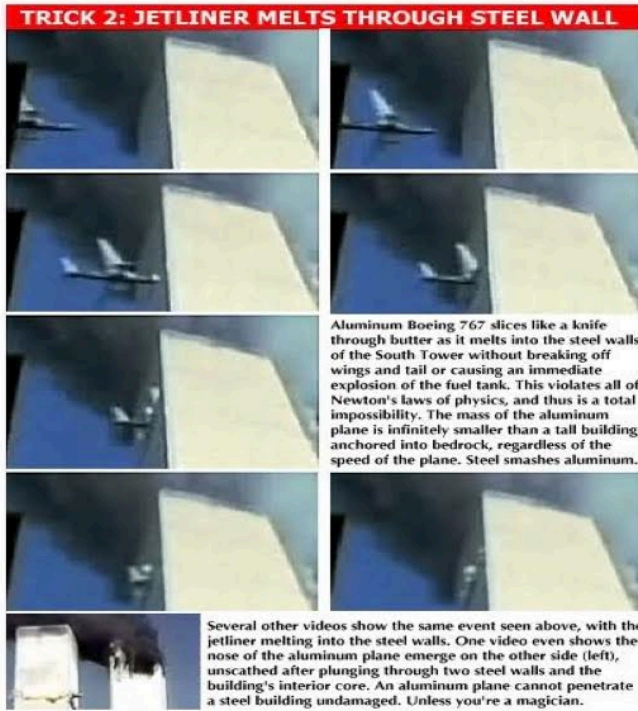 TRICK 2: JETLINER MELTS THROUGH STEEL WALL
Aluminum Boeing 767 slices like a knife
through butter as it melts into the steel walls
of the South Tower without breaking off
wings and tail or causing an immediate
explosion of the fuel tank. This violates all of
Newton's laws of physics, and thus is a total
impossibility. The mass of the aluminum
plane is infinitely smaller than a tall building
anchored into bedrock, regardless of the
speed of the plane. Steel smashes aluminum.
Several other videos show the same event seen above, with the
jetliner melting into the steel walls. One video even shows the
nose of the aluminum plane emerge on the other side (left),
unscathed after plunging through two steel walls and the
building's interior core. An aluminum plane cannot penetrate
a steel building undamaged. Unless you're a magician.